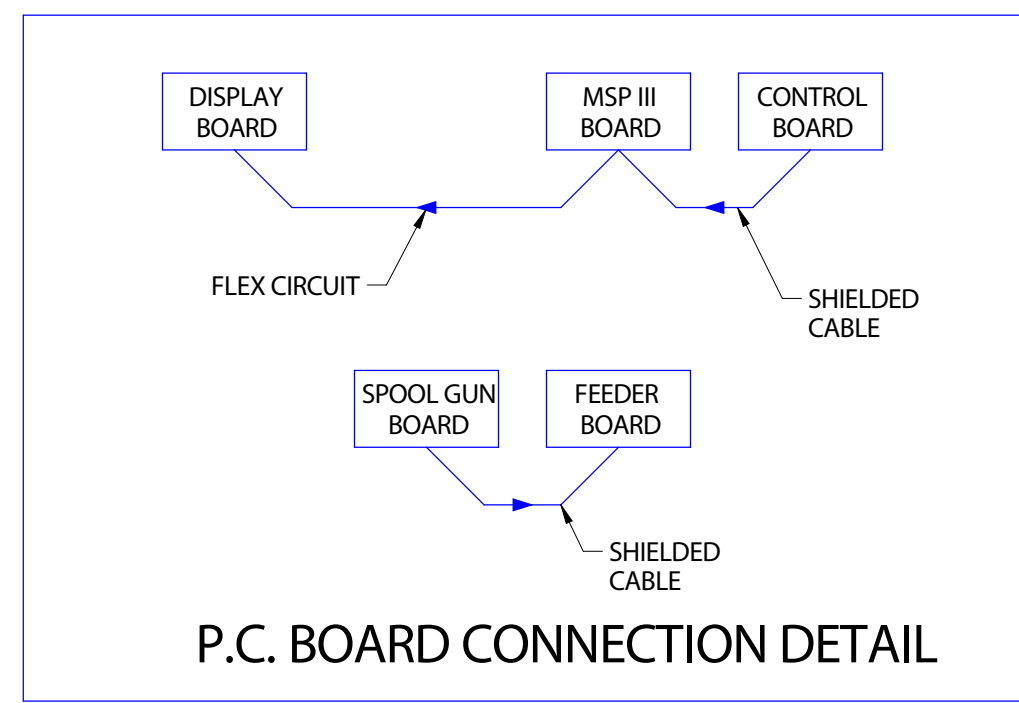 DISPLAY
BOARD
MSP III
BOARD
CONTROL
BOARD
FLEX CIRCUIT
SHIELDED
CABLE
SPOOL GUN
BOARD
FEEDER
BOARD
SHIELDED
CABLE
P.C. BOARD CONNECTION DETAIL